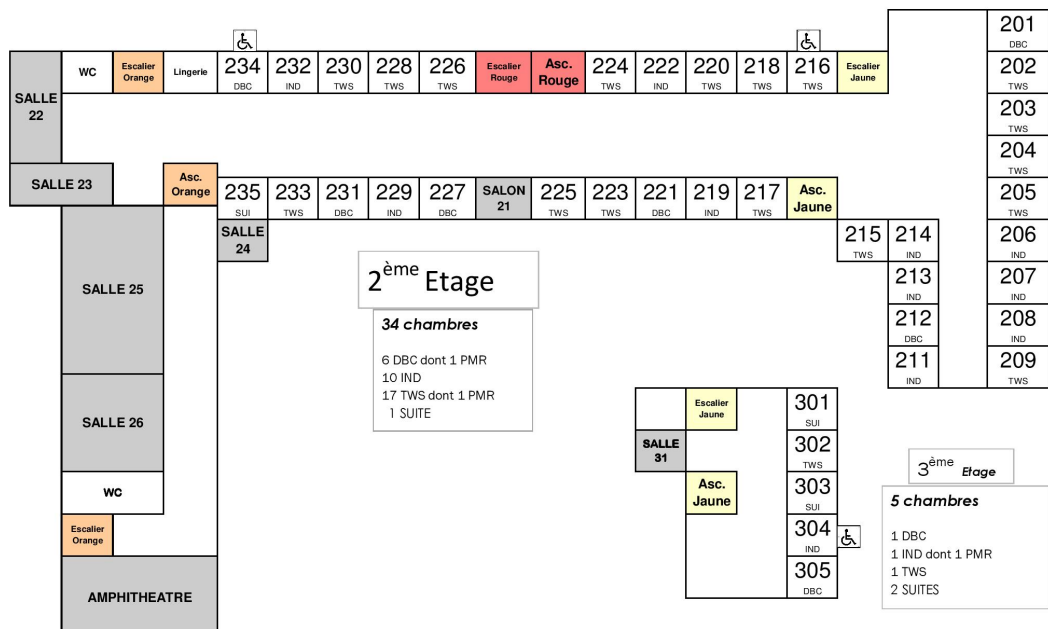 201
DBC
WC
Escalier
Orange
Lingerie
234
DBC
232
IND
230
TWS
228
TWS
226
TWS
Escalier
Rouge
Asc.
Rouge
224
TWS
222
IND
220
TWS
218
TWS
216
TWS
Escalier
Jaune
202
TWS
SALLE
22
203
TWS
204
TWS
SALLE 23
Asc.
Orange
235
SUI
233
TWS
231
DBC
229
IND
227
DBC
SALON
21
225
TWS
223
TWS
221
DBC
219
IND
217
TWS
Asc.
Jaune
205
TWS
SALLE
24
215
TWS
214
IND
206
IND
SALLE 25
2ème Etage
213
IND
207
IND
34 chambres
6 DBC dont 1 PMR
10 IND
17 TWS dont 1 PMR
1 SUITE
212
DBC
208
IND
211
IND
209
TWS
SALLE 26
Escalier
Jaune
301
SUI
SALLE
31
302
TWS
3ème Etage
WC
Asc.
Jaune
303
SUI
5 chambres
1 DBC
1 IND dont 1 PMR
1 TWS
2 SUITES
Escalier
Orange
304
IND
305
DBC
AMPHITHEATRE